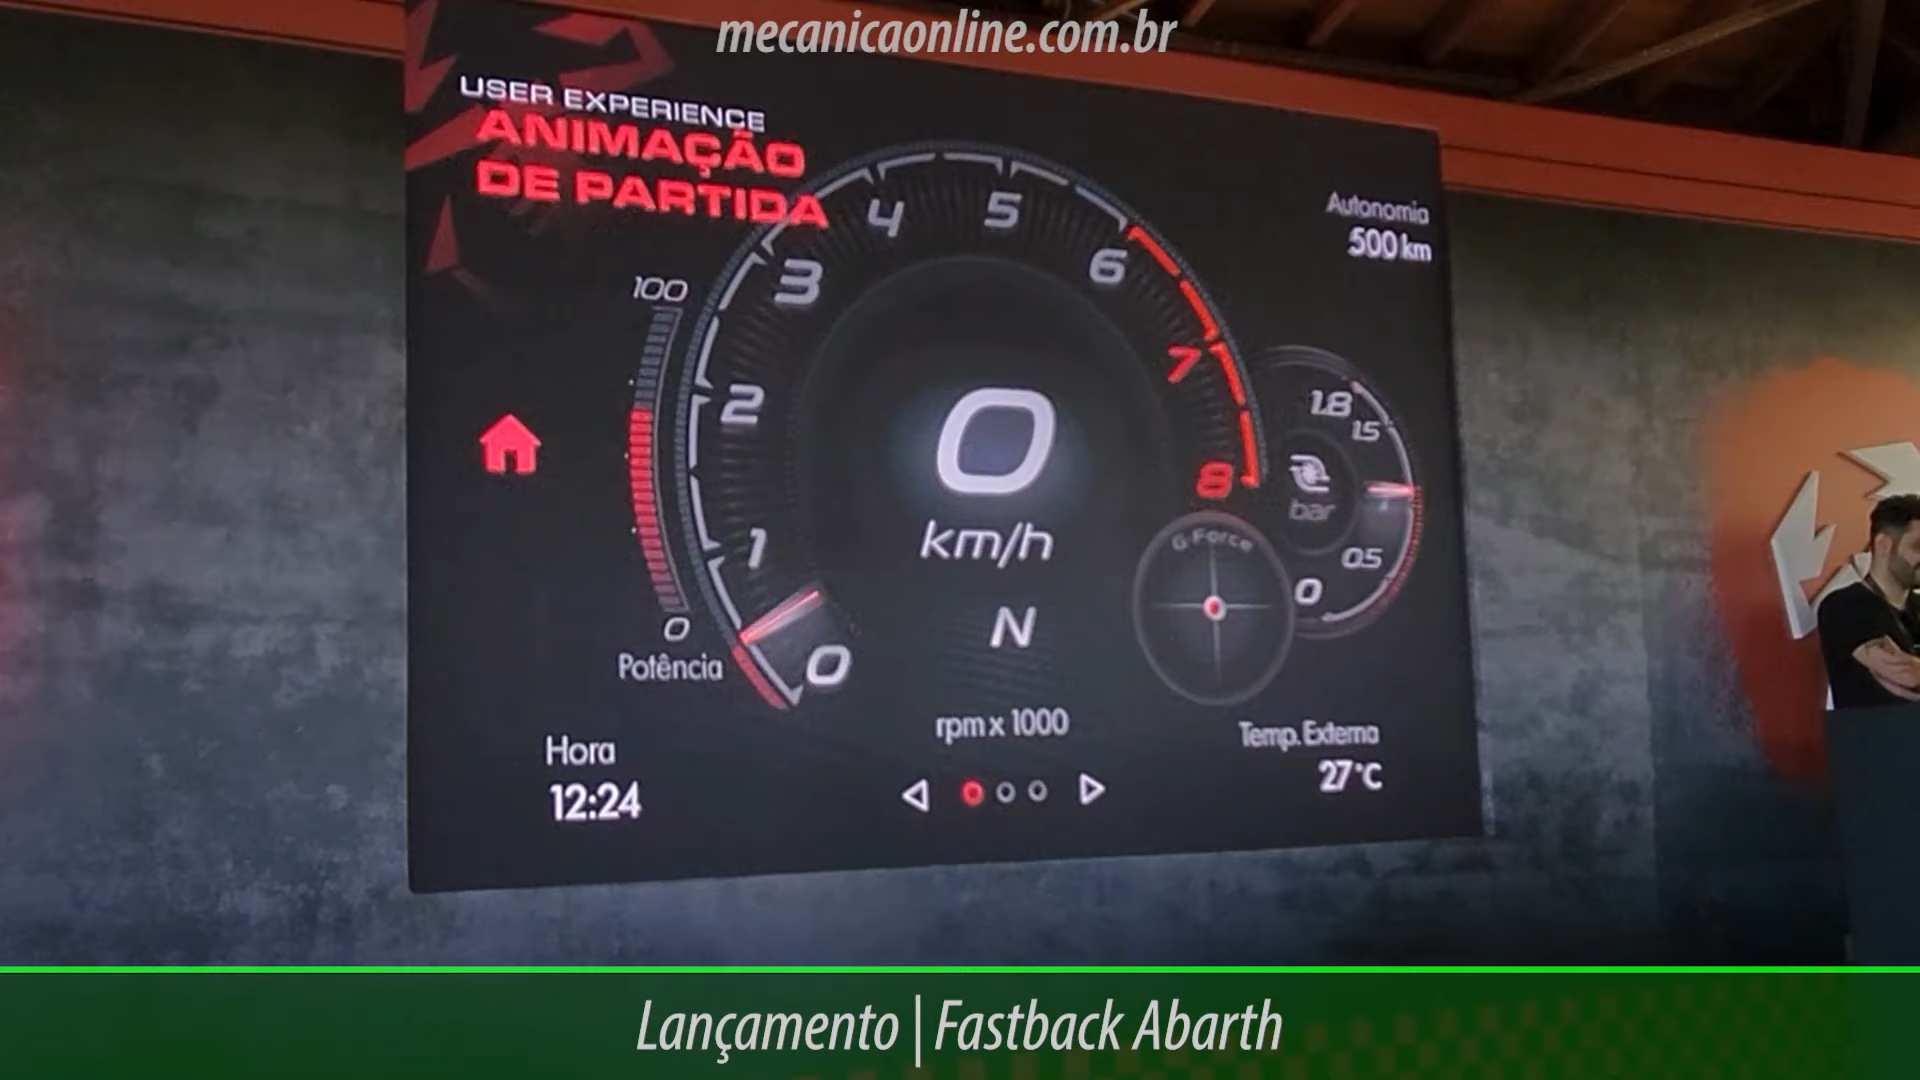 mecanicaonline.com.br
USER EXPERIENCE
ANIMAÇÃO
DE PARTIDA
Autonomia
500 km
100
0
Potência
0
1
2
3
4
5
6
7
8
0
km/h
N
rpm x 1000
G-Force
1.8
1.5
1
bar
0.5
0
Hora
12:24
Temp. Externa
27°C
Lançamento | Fastback Abarth